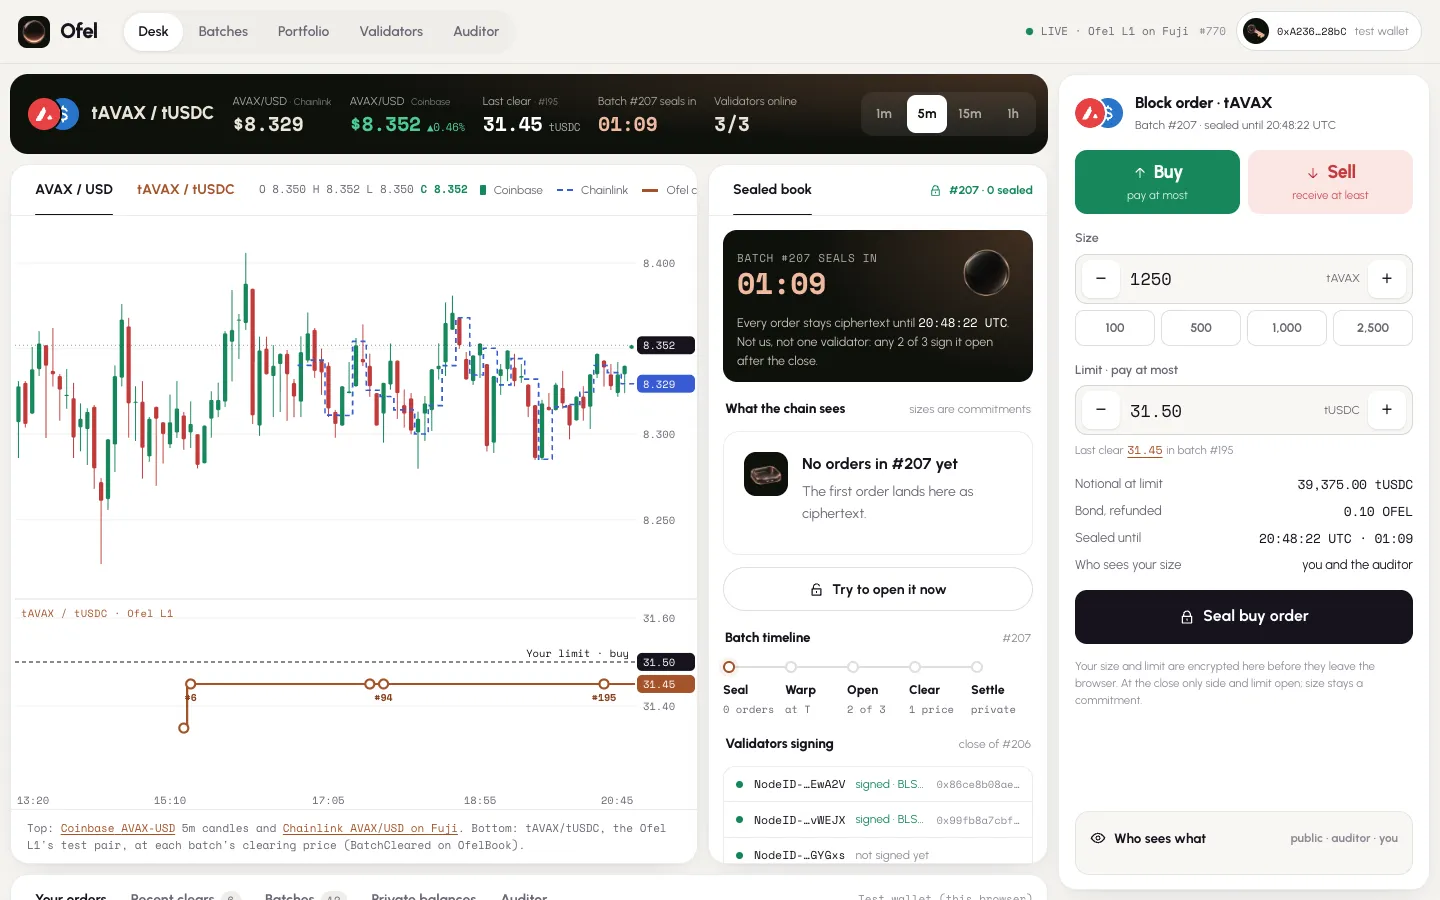 Ofel
Desk
Batches
Portfolio
Validators
Auditor
LIVE · Ofel L1 on Fuji #770
0xA236…28bC test wallet
tAVAX / tUSDC
AVAX/USD · Chainlink
$8.329
AVAX/USD · Coinbase
$8.352 ▲0.46%
Last clear · #195
31.45 tUSDC
Batch #207 seals in
01:09
Validators online
3/3
1m
5m
15m
1h
AVAX / USD
tAVAX / tUSDC
O 8.350 H 8.352 L 8.350 C 8.352
Coinbase
Chainlink
Ofel c
8.400
8.352
8.329
8.300
8.250
tAVAX / tUSDC · Ofel L1
31.60
Your limit · buy
31.50
31.45
#6
#94
#195
31.40
13:20
15:10
17:05
18:55
20:45
Top: Coinbase AVAX-USD 5m candles and Chainlink AVAX/USD on Fuji. Bottom: tAVAX/tUSDC, the Ofel
L1's test pair, at each batch's clearing price (BatchCleared on OfelBook).
Sealed book
#207 · 0 sealed
BATCH #207 SEALS IN
01:09
Every order stays ciphertext until 20:48:22 UTC.
Not us, not one validator: any 2 of 3 sign it open
after the close.
What the chain sees
sizes are commitments
No orders in #207 yet
The first order lands here as
ciphertext.
Try to open it now
Batch timeline
#207
Seal
Warp
Open
Clear
Settle
0 orders
at T
2 of 3
1 price
private
Validators signing
close of #206
NodeID-…EwA2V signed · BLS… 0x86ce8b08ae…
NodeID-…vWEJX signed · BLS… 0x99fb8a7cbf…
NodeID-…GYGxs not signed yet
Block order · tAVAX
Batch #207 · sealed until 20:48:22 UTC
↑ Buy
pay at most
↓ Sell
receive at least
Size
− 1250 tAVAX +
100
500
1,000
2,500
Limit · pay at most
− 31.50 tUSDC +
Last clear 31.45 in batch #195
Notional at limit 39,375.00 tUSDC
Bond, refunded 0.10 OFEL
Sealed until 20:48:22 UTC · 01:09
Who sees your size you and the auditor
Seal buy order
Your size and limit are encrypted here before they leave the
browser. At the close only side and limit open; size stays a
commitment.
Who sees what
public · auditor · you
Your orders
Recent clears 6
Batches
Private balances
Auditor
Test wallet (this browser)